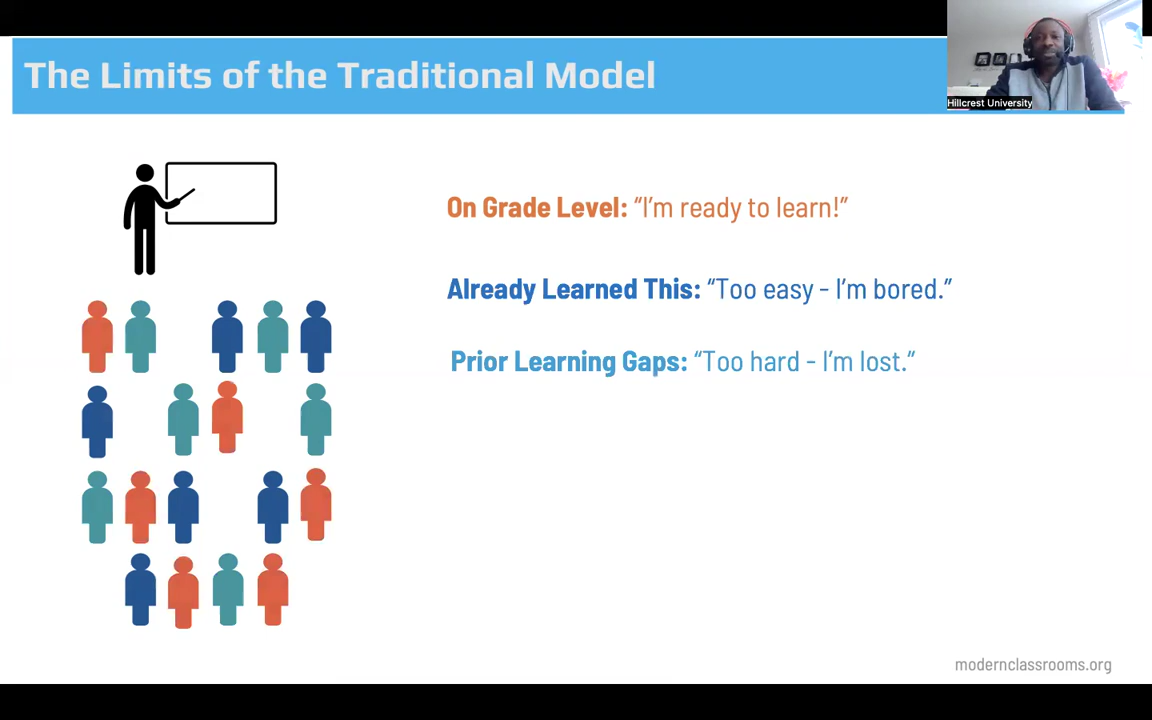 The Limits of the Traditional Model
Hillcrest University
On Grade Level: “I’m ready to learn!”
Already Learned This: “Too easy - I’m bored.”
Prior Learning Gaps: “Too hard - I’m lost.”
modernclassrooms.org